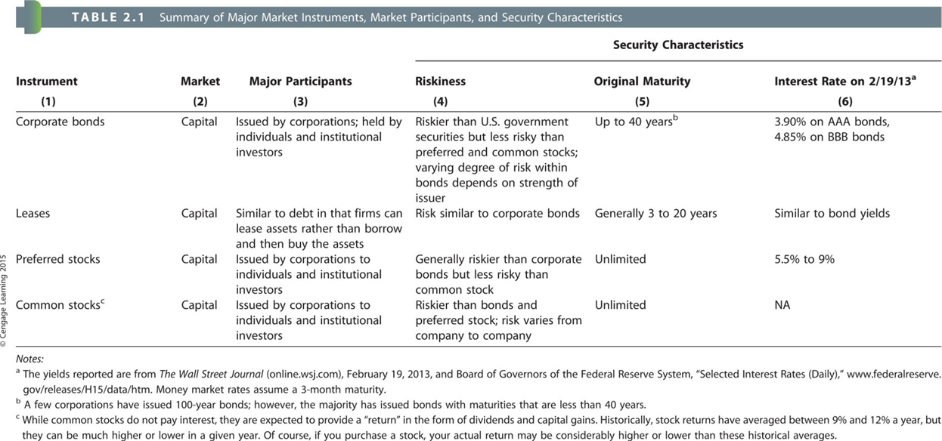 TABLE 2.1 Summary of Major Market Instruments, Market Participants, and Security Characteristics
Security Characteristics
Instrument Market Major Participants Riskiness Original Maturity Interest Rate on 2/19/13a
(1) (2) (3) (4) (5) (6)
Corporate bonds Capital Issued by corporations; held by Riskier than U.S. government Up to 40 yearsb 3.90% on AAA bonds,
individuals and institutional securities but less risky than 4.85% on BBB bonds
investors preferred and common stocks;
varying degree of risk within
bonds depends on strength of
issuer
Leases Capital Similar to debt in that firms can Risk similar to corporate bonds Generally 3 to 20 years Similar to bond yields
lease assets rather than borrow
and then buy the assets
Preferred stocks Capital Issued by corporations to Generally riskier than corporate Unlimited 5.5% to 9%
individuals and institutional bonds but less risky than
investors common stock
Common stocksc Capital Issued by corporations to Riskier than bonds and Unlimited NA
individuals and institutional preferred stock; risk varies from
investors company to company
© Cengage Learning 2015
Notes:
a The yields reported are from The Wall Street Journal (online.wsj.com), February 19, 2013, and Board of Governors of the Federal Reserve System, “Selected Interest Rates (Daily),” www.federalreserve.
gov/releases/H15/data/htm. Money market rates assume a 3-month maturity.
b A few corporations have issued 100-year bonds; however, the majority has issued bonds with maturities that are less than 40 years.
c While common stocks do not pay interest, they are expected to provide a “return” in the form of dividends and capital gains. Historically, stock returns have averaged between 9% and 12% a year, but
they can be much higher or lower in a given year. Of course, if you purchase a stock, your actual return may be considerably higher or lower than these historical averages.